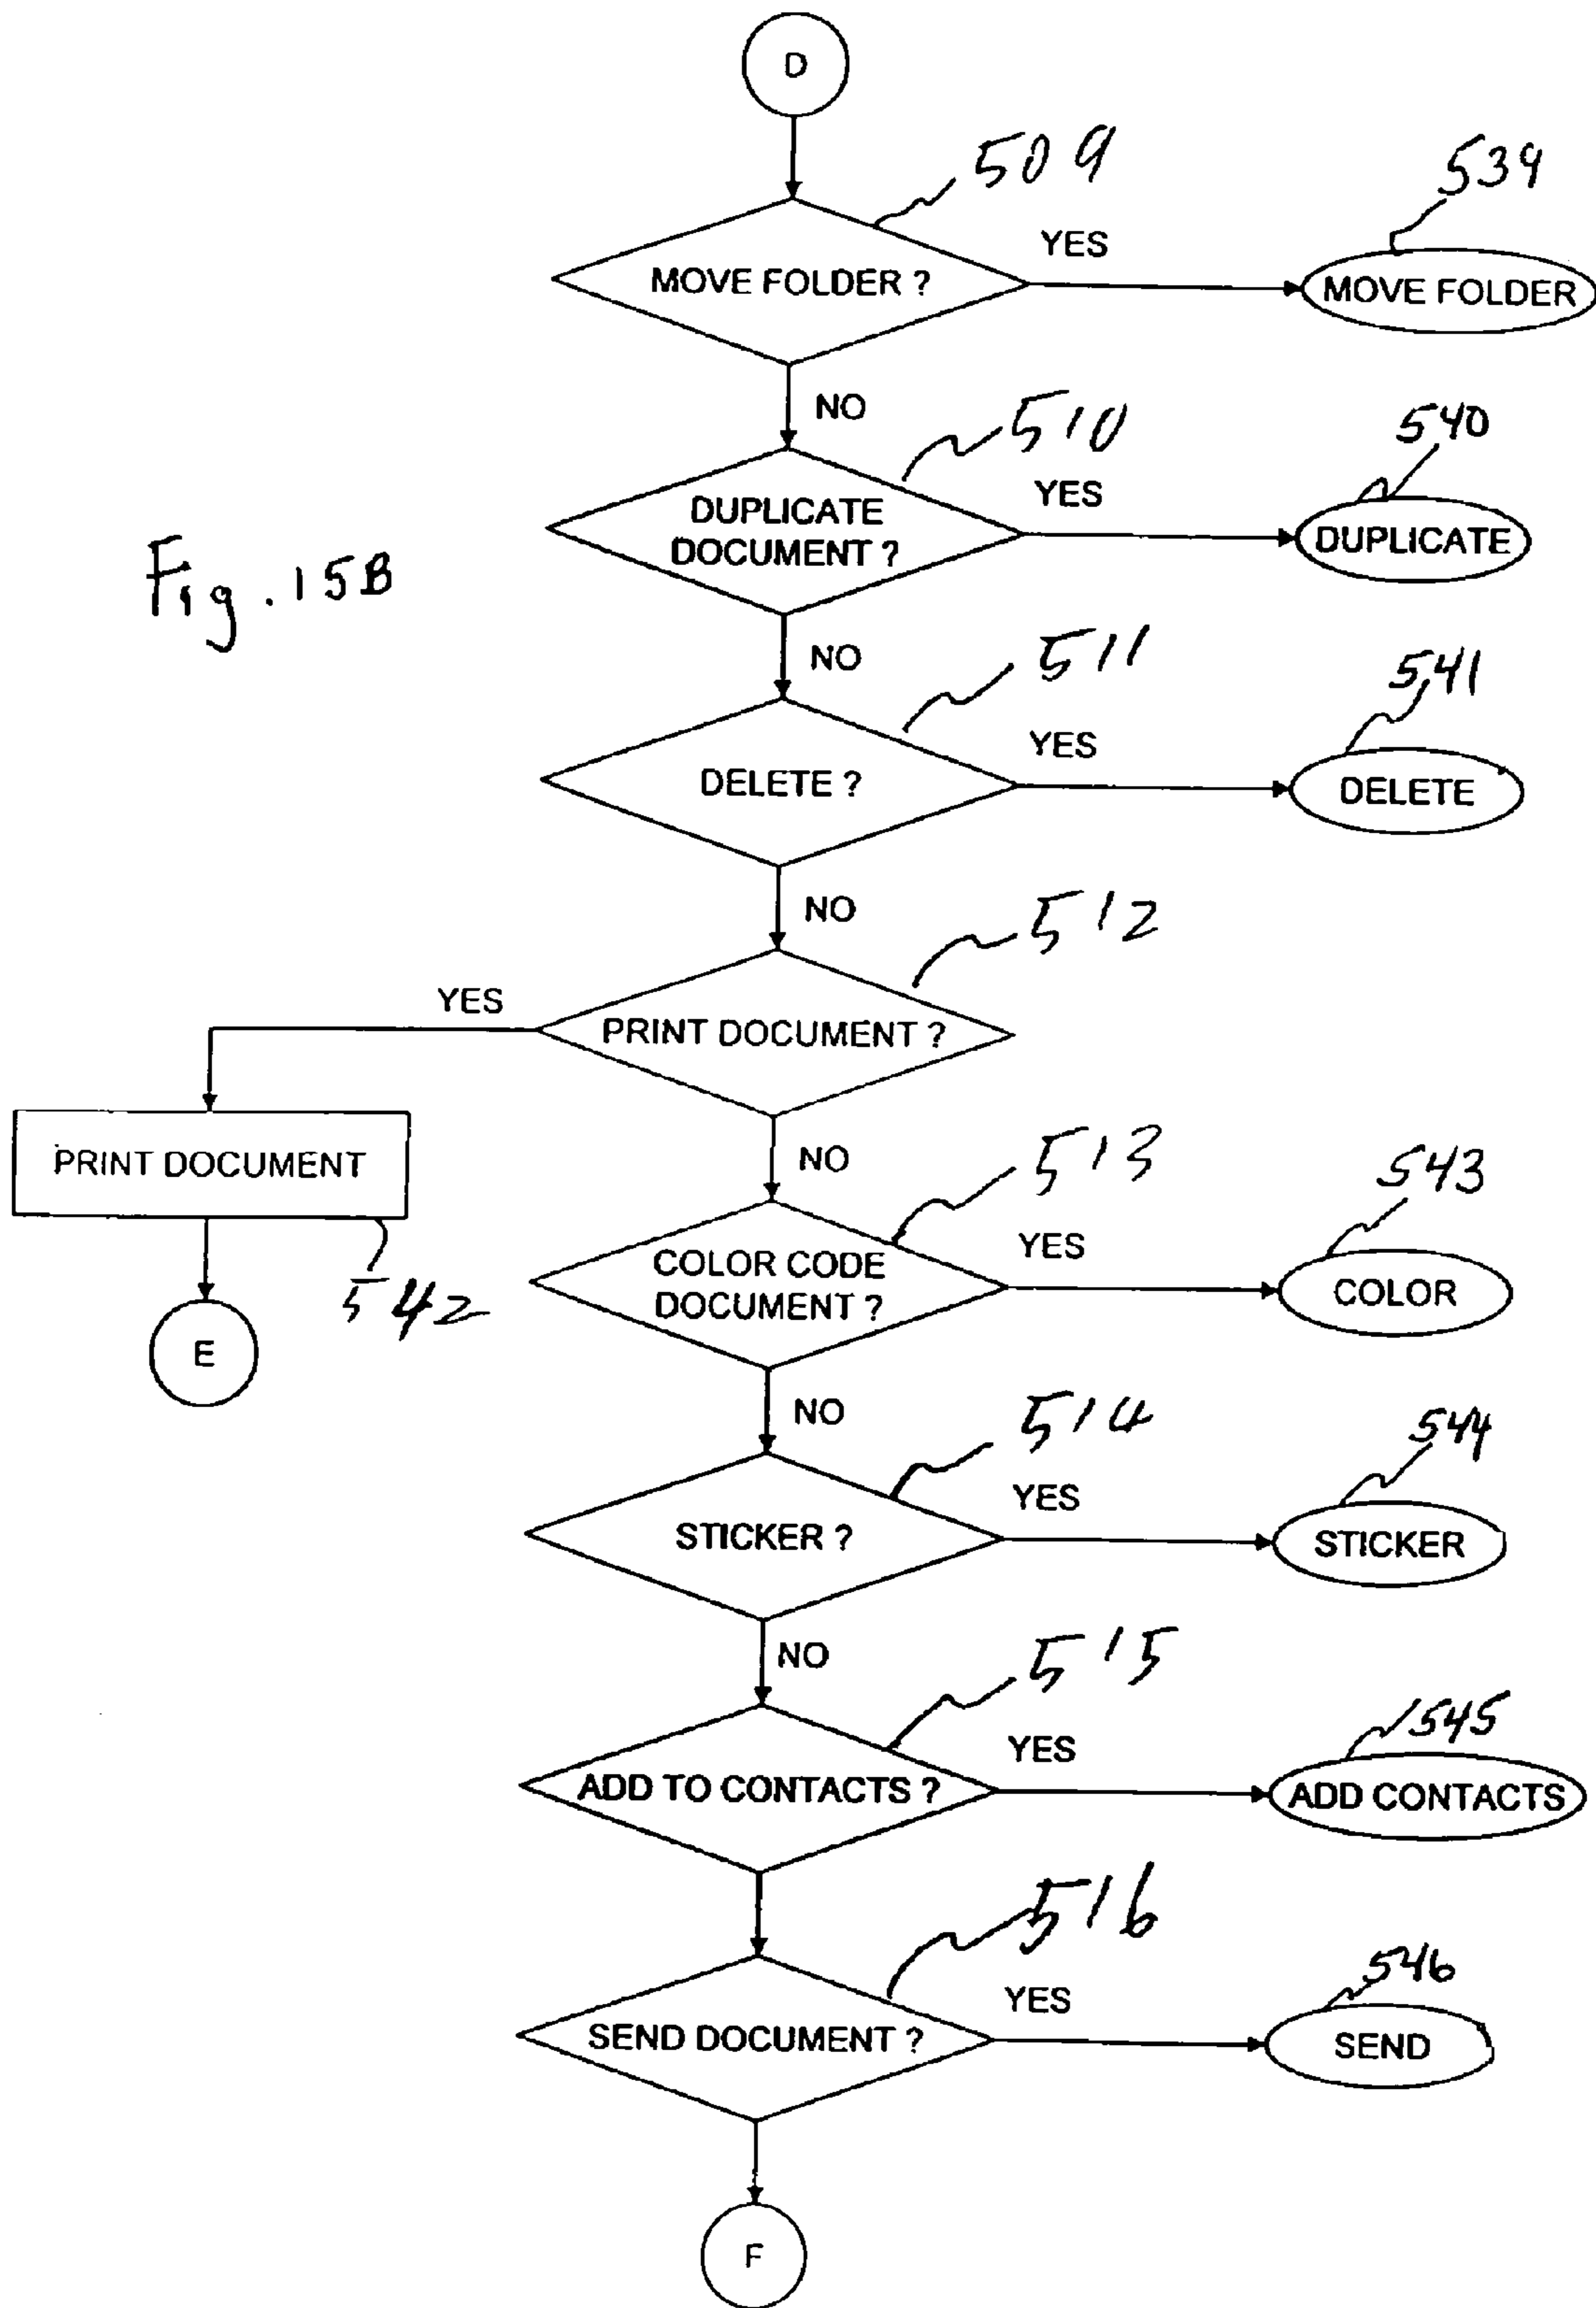 D
509
539
YES
MOVE FOLDER ?
MOVE FOLDER
NO
510
540
YES
DUPLICATE
DOCUMENT ?
DUPLICATE
Fig. 15B
NO
511
541
YES
DELETE ?
DELETE
NO
512
YES
PRINT DOCUMENT ?
PRINT DOCUMENT
NO
513
543
YES
COLOR CODE
DOCUMENT ?
COLOR
542
E
NO
514
544
YES
STICKER ?
STICKER
NO
515
545
YES
ADD TO CONTACTS ?
ADD CONTACTS
516
546
YES
SEND DOCUMENT ?
SEND
F